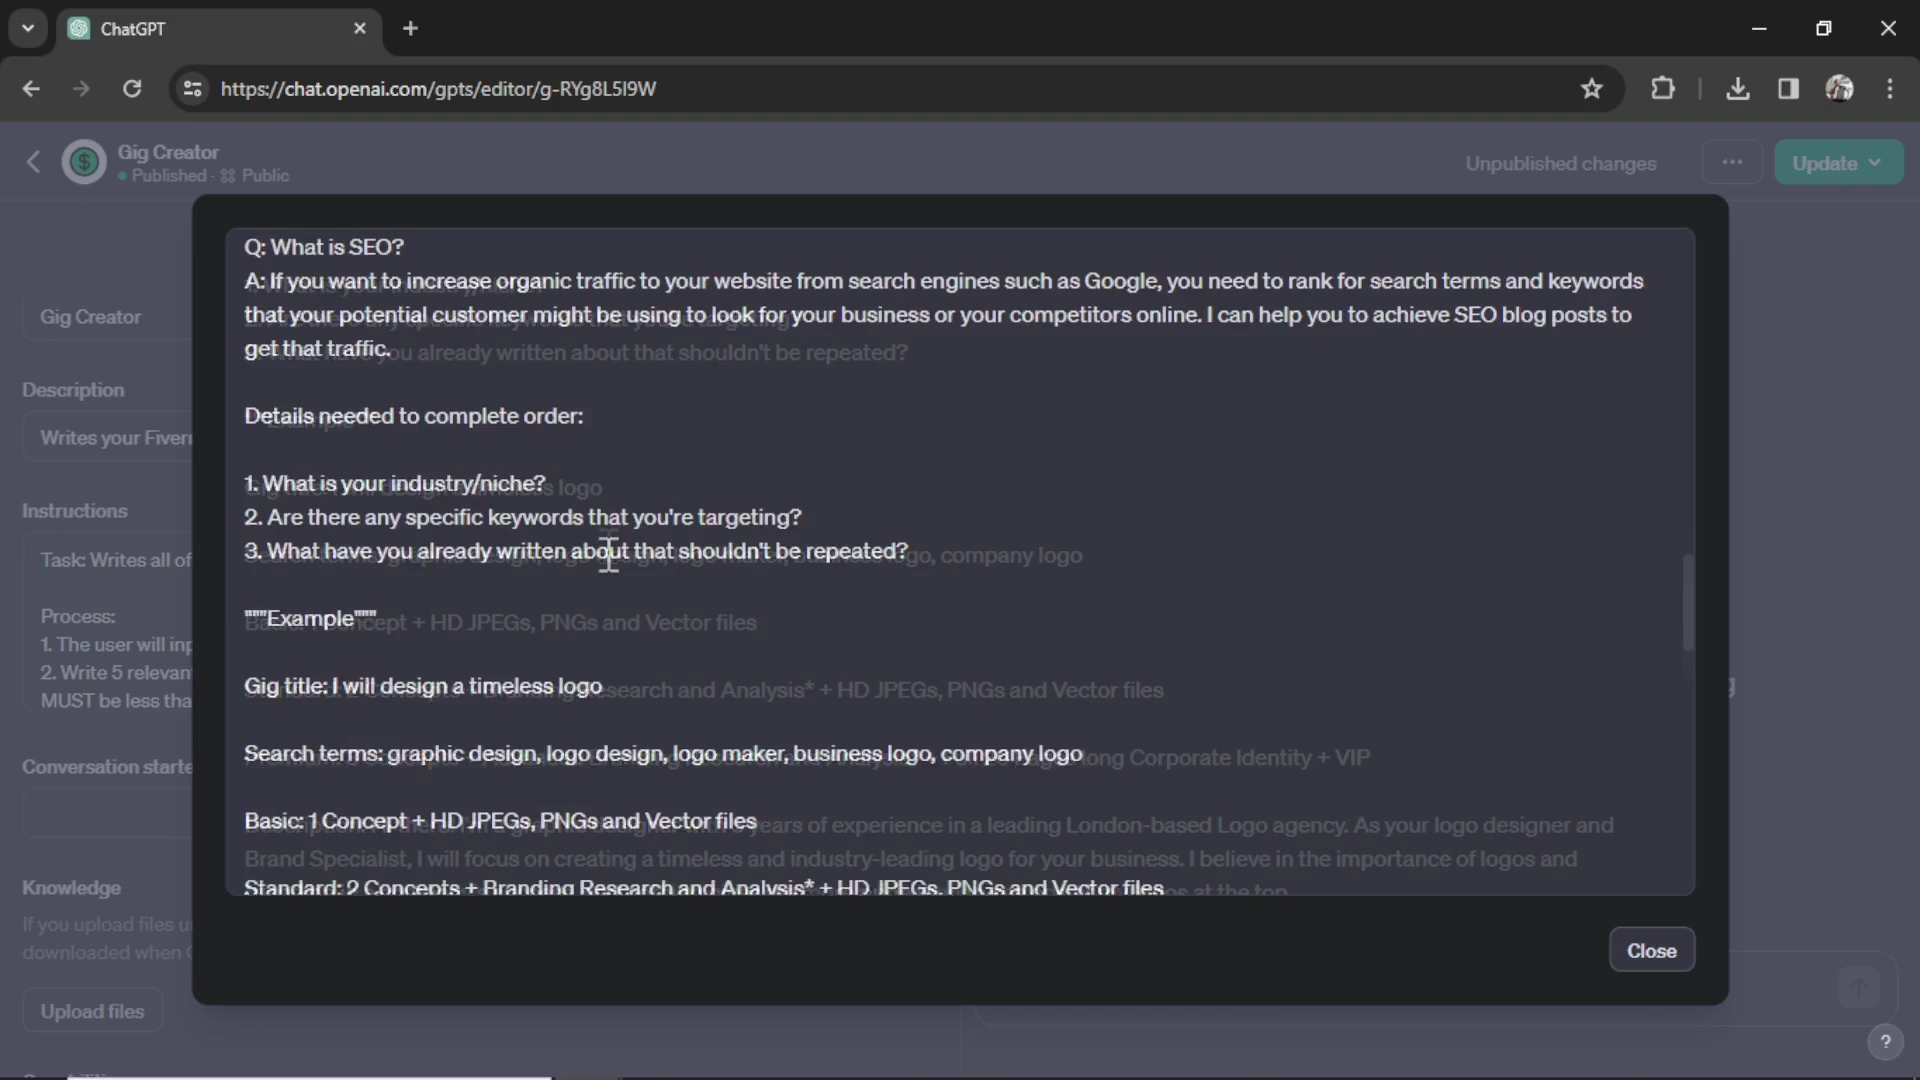 ChatGPT
https://chat.openai.com/gpts/editor/g-RYg8L5I9W
Gig Creator
Published · Public
Unpublished changes
Update
Gig Creator
Description
Writes your Fiverr
Instructions
Task: Writes all of
Process:
1. The user will inp
2. Write 5 relevan
MUST be less tha
Conversation starte
Knowledge
If you upload files
downloaded when
Upload files
Q: What is SEO?
A: If you want to increase organic traffic to your website from search engines such as Google, you need to rank for search terms and keywords
that your potential customer might be using to look for your business or your competitors online. I can help you to achieve SEO blog posts to
get that traffic.
Details needed to complete order:
1. What is your industry/niche?
2. Are there any specific keywords that you're targeting?
3. What have you already written about that shouldn't be repeated?
"""Example"""
Gig title: I will design a timeless logo
Search terms: graphic design, logo design, logo maker, business logo, company logo
Basic: 1 Concept + HD JPEGs, PNGs and Vector files
Standard: 2 Concepts + Branding Research and Analysis* + HD JPEGs, PNGs and Vector files
Close
?